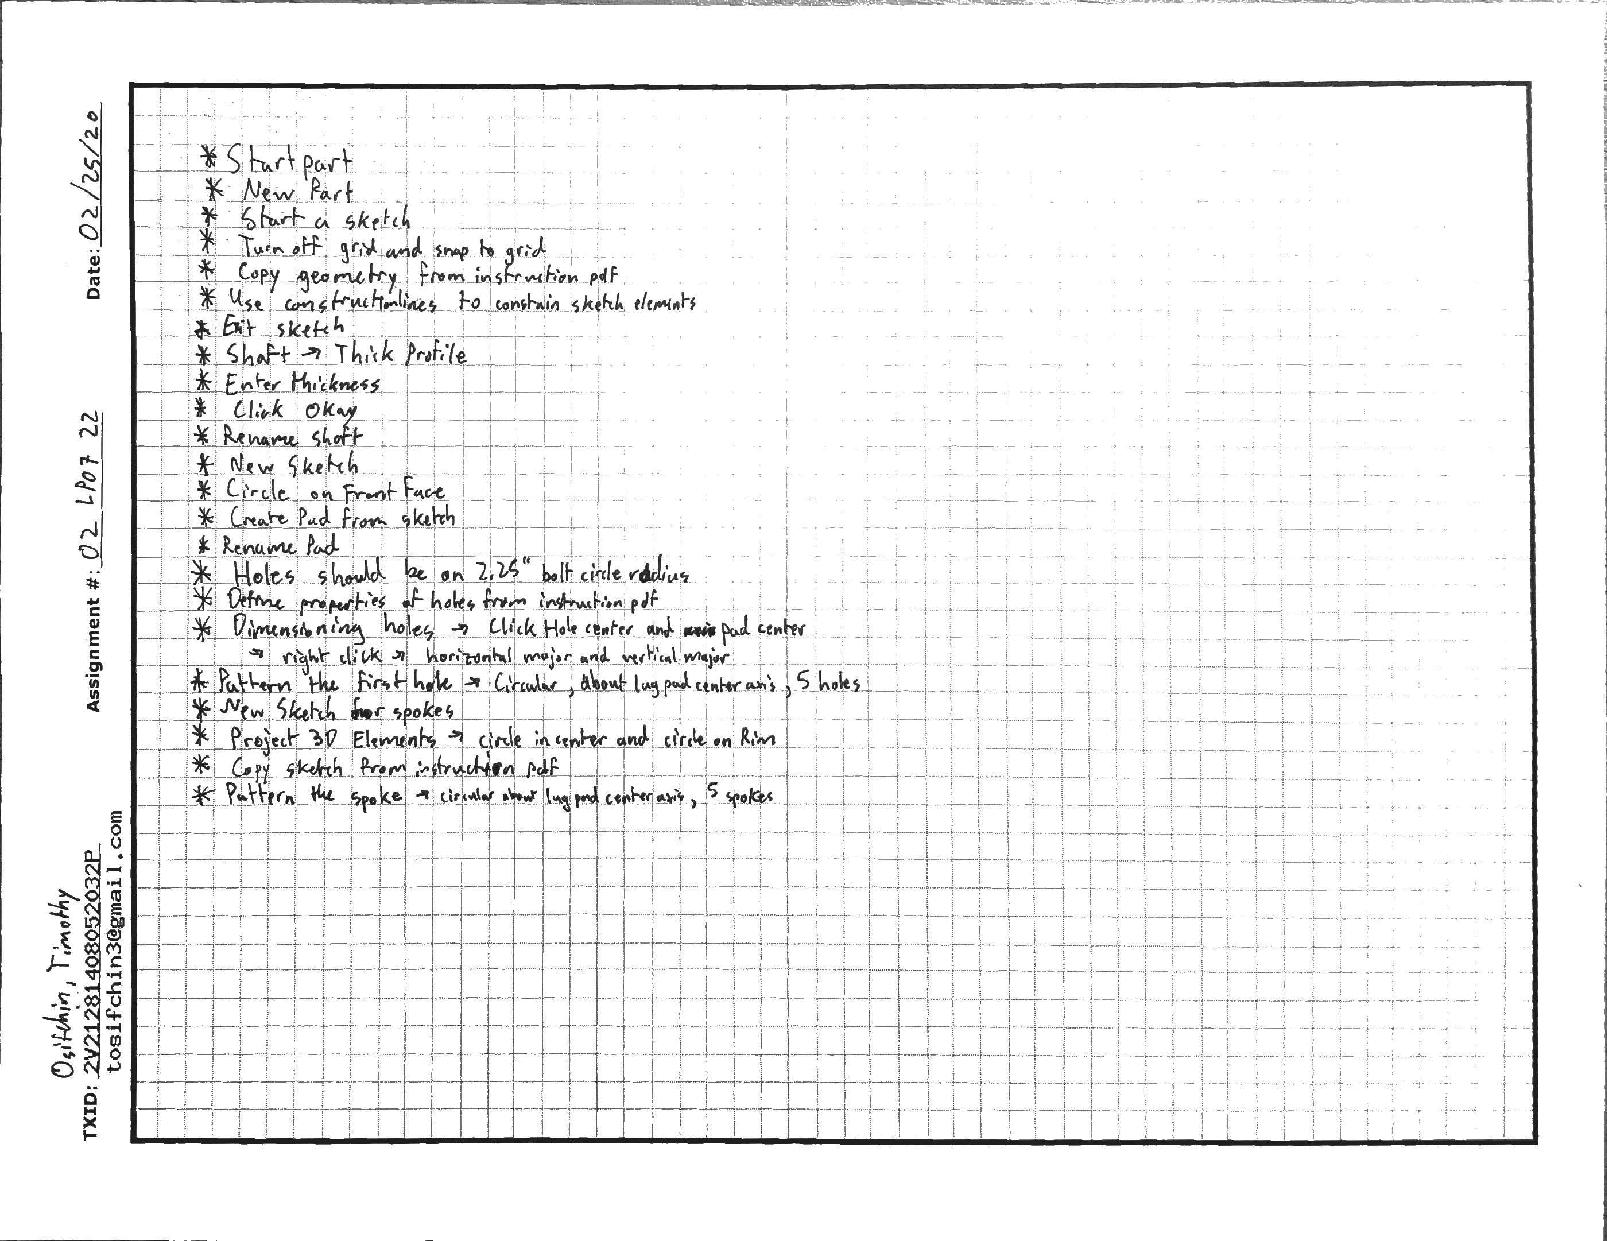 * Start part
* New Part
* Start a sketch
* Turn off grid and snap to grid
* Copy geometry from instruction pdf
* Use constructionlines to constrain sketch elements
* Exit sketch
* Shaft → Thick Profile
* Enter thickness
* Click Okay
* Rename shaft
* New Sketch
* Circle on Front Face
* Create Pad from sketch
* Rename Pad
* Holes should be on 2.25" bolt circle radius
* Define properties of holes from instruction pdf
* Dimensioning holes → Click Hole center and pad center
→ right click → horizontal major and vertical major
* Pattern the first hole → Circular, about lug pad center axis, 5 holes
* New Sketch for spokes
* Project 3D Elements → circle in center and circle on Rim
* Copy sketch from instruction pdf
* Pattern the spoke → circular about lug pad center axis, 5 spokes
Date: 02/25/20
Assignment #: 02 LP07 22
Ositchin, Timothy
TXID: 2V21281408052032P
tosifchin3@gmail.com